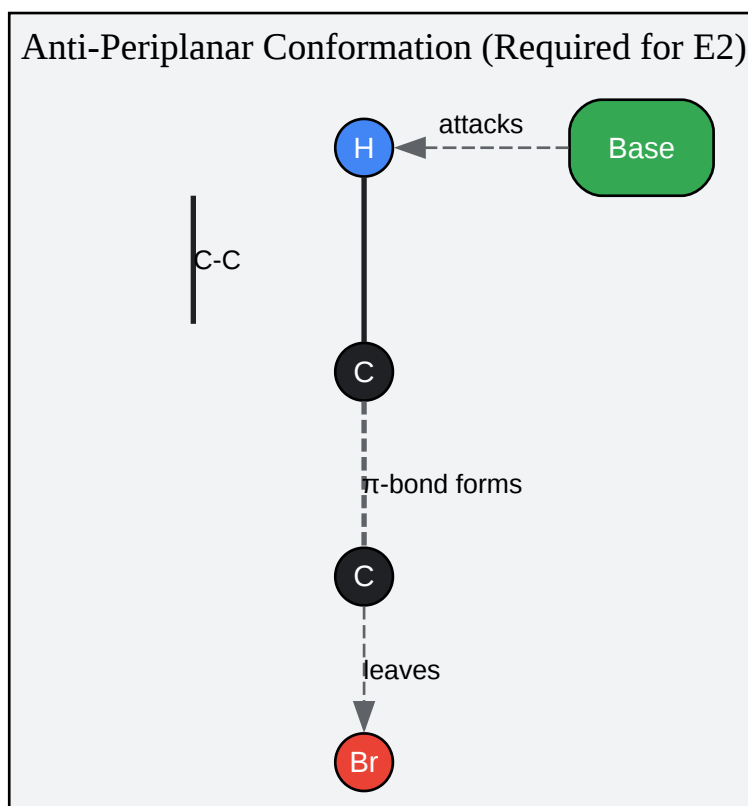 Anti-Periplanar Conformation (Required for E2)
attacks
H
Base
C-C
C
π-bond forms
C
leaves
Br